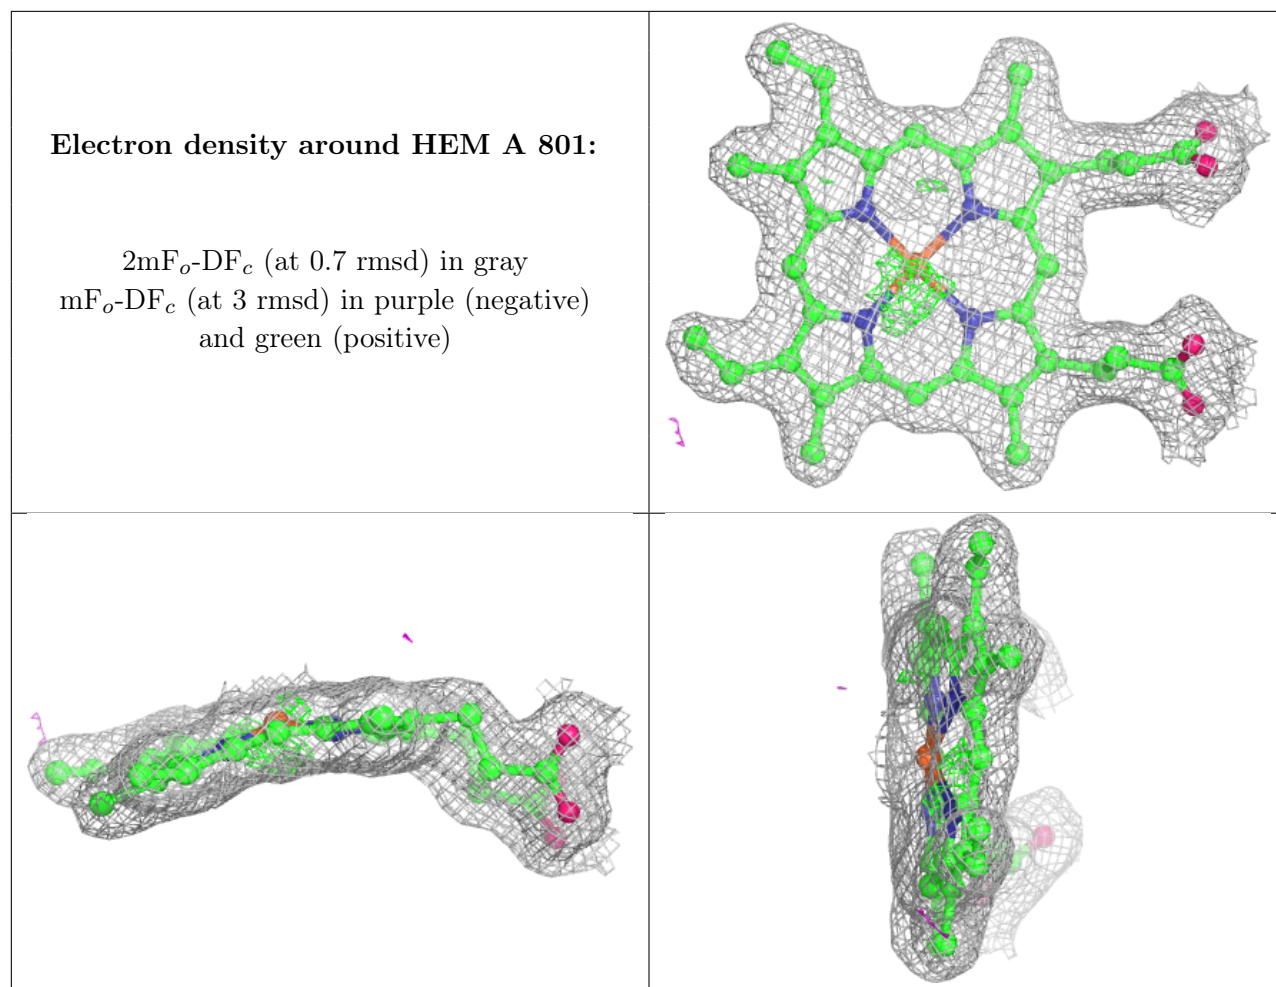 Electron density around HEM A 801:
2mFo-DFc (at 0.7 rmsd) in gray
mFo-DFc (at 3 rmsd) in purple (negative)
and green (positive)